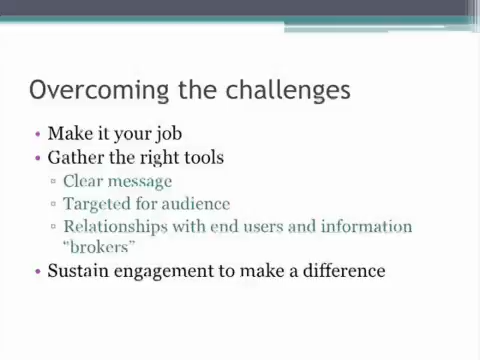 Overcoming the challenges
• Make it your job
• Gather the right tools
▫ Clear message
▫ Targeted for audience
▫ Relationships with end users and information
“brokers”
• Sustain engagement to make a difference